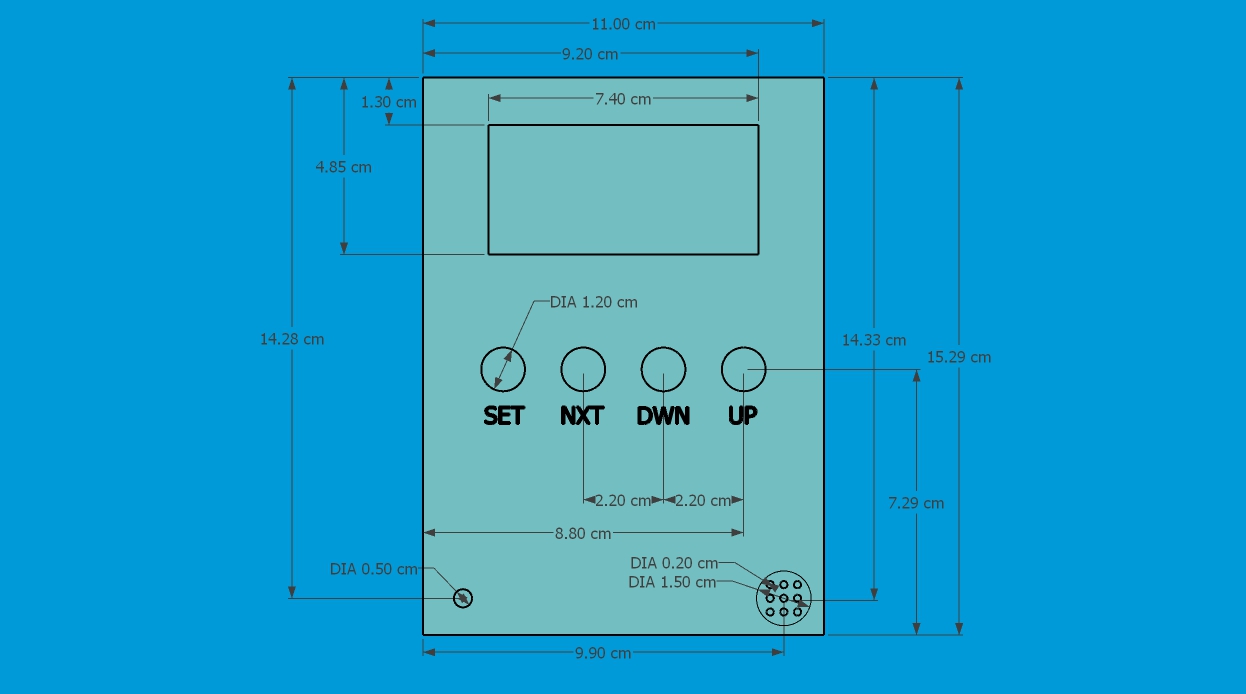 11.00 cm
9.20 cm
7.40 cm
1.30 cm
4.85 cm
DIA 1.20 cm
14.28 cm
14.33 cm
15.29 cm
SET NXT DWN UP
2.20 cm 2.20 cm
7.29 cm
8.80 cm
DIA 0.20 cm
DIA 0.50 cm
DIA 1.50 cm
9.90 cm